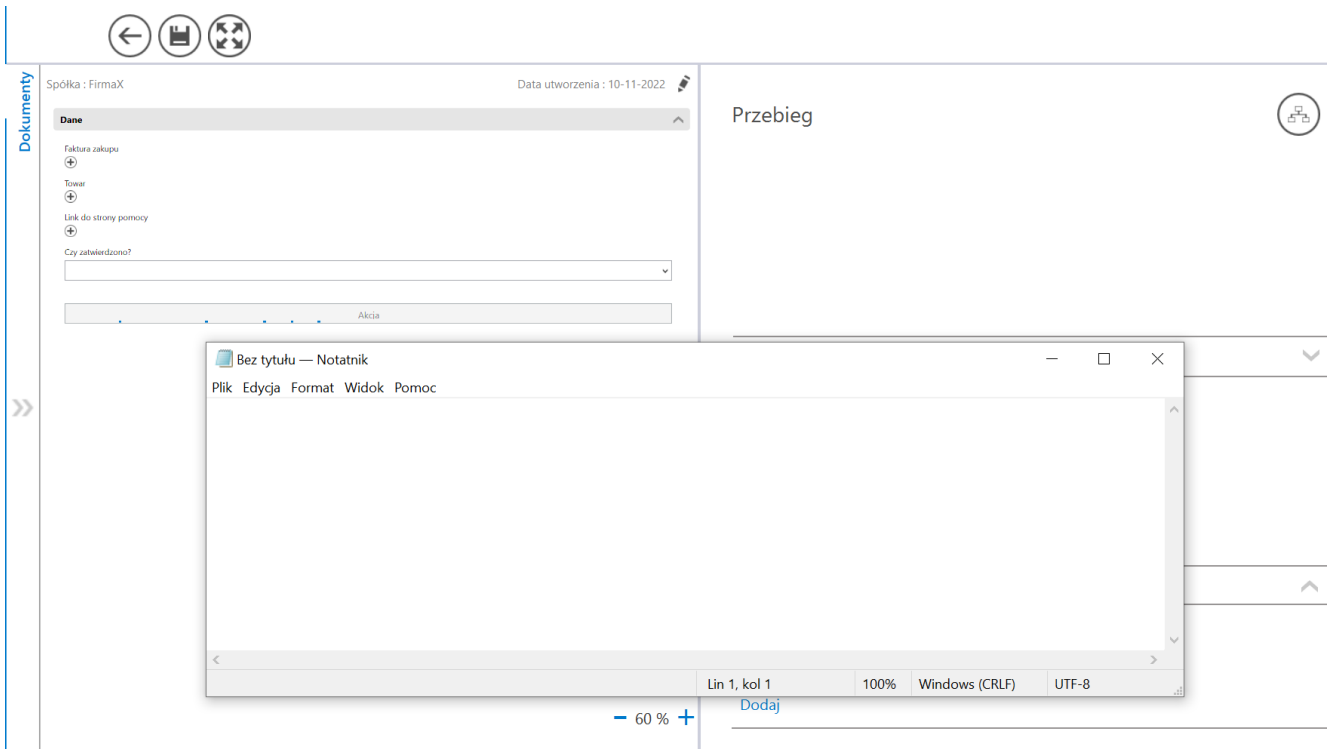 Dokumenty
Spółka : FirmaX
Data utworzenia : 10-11-2022
Dane
Faktura zakupu
Towar
Link do strony pomocy
Czy zatwierdzono?
Akcja
Przebieg
Bez tytułu — Notatnik
Plik Edycja Format Widok Pomoc
Lin 1, kol 1 100% Windows (CRLF) UTF-8
Dodaj
60 %